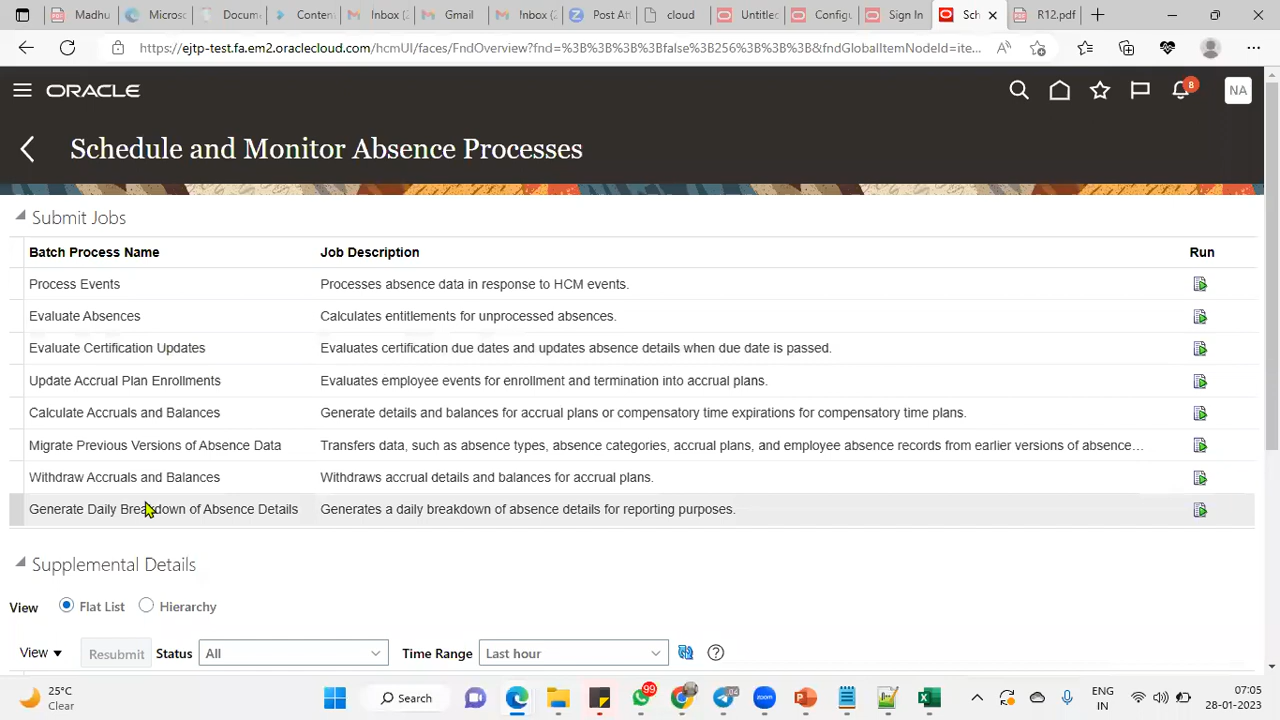 Madhu
Microsc
Docum
Conten
Inbox (2
Gmail
Inbox (
Post Att
cloud
Untitlec
Configu
Sign In
Sch
R12.pdf
https://ejtp-test.fa.em2.oraclecloud.com/hcmUI/faces/FndOverview?fnd=%3B%3B%3B%3Bfalse%3B256%3B%3B%3B&fndGlobalItemNodeId=ite...
ORACLE
8
NA
Schedule and Monitor Absence Processes
Submit Jobs
Batch Process Name Job Description Run
Process Events Processes absence data in response to HCM events.
Evaluate Absences Calculates entitlements for unprocessed absences.
Evaluate Certification Updates Evaluates certification due dates and updates absence details when due date is passed.
Update Accrual Plan Enrollments Evaluates employee events for enrollment and termination into accrual plans.
Calculate Accruals and Balances Generate details and balances for accrual plans or compensatory time expirations for compensatory time plans.
Migrate Previous Versions of Absence Data Transfers data, such as absence types, absence categories, accrual plans, and employee absence records from earlier versions of absence...
Withdraw Accruals and Balances Withdraws accrual details and balances for accrual plans.
Generate Daily Breakdown of Absence Details Generates a daily breakdown of absence details for reporting purposes.
Supplemental Details
View Flat List Hierarchy
View Resubmit Status All Time Range Last hour
25°C
Clear
Search
99
04
ENG
IN
07:05
28-01-2023